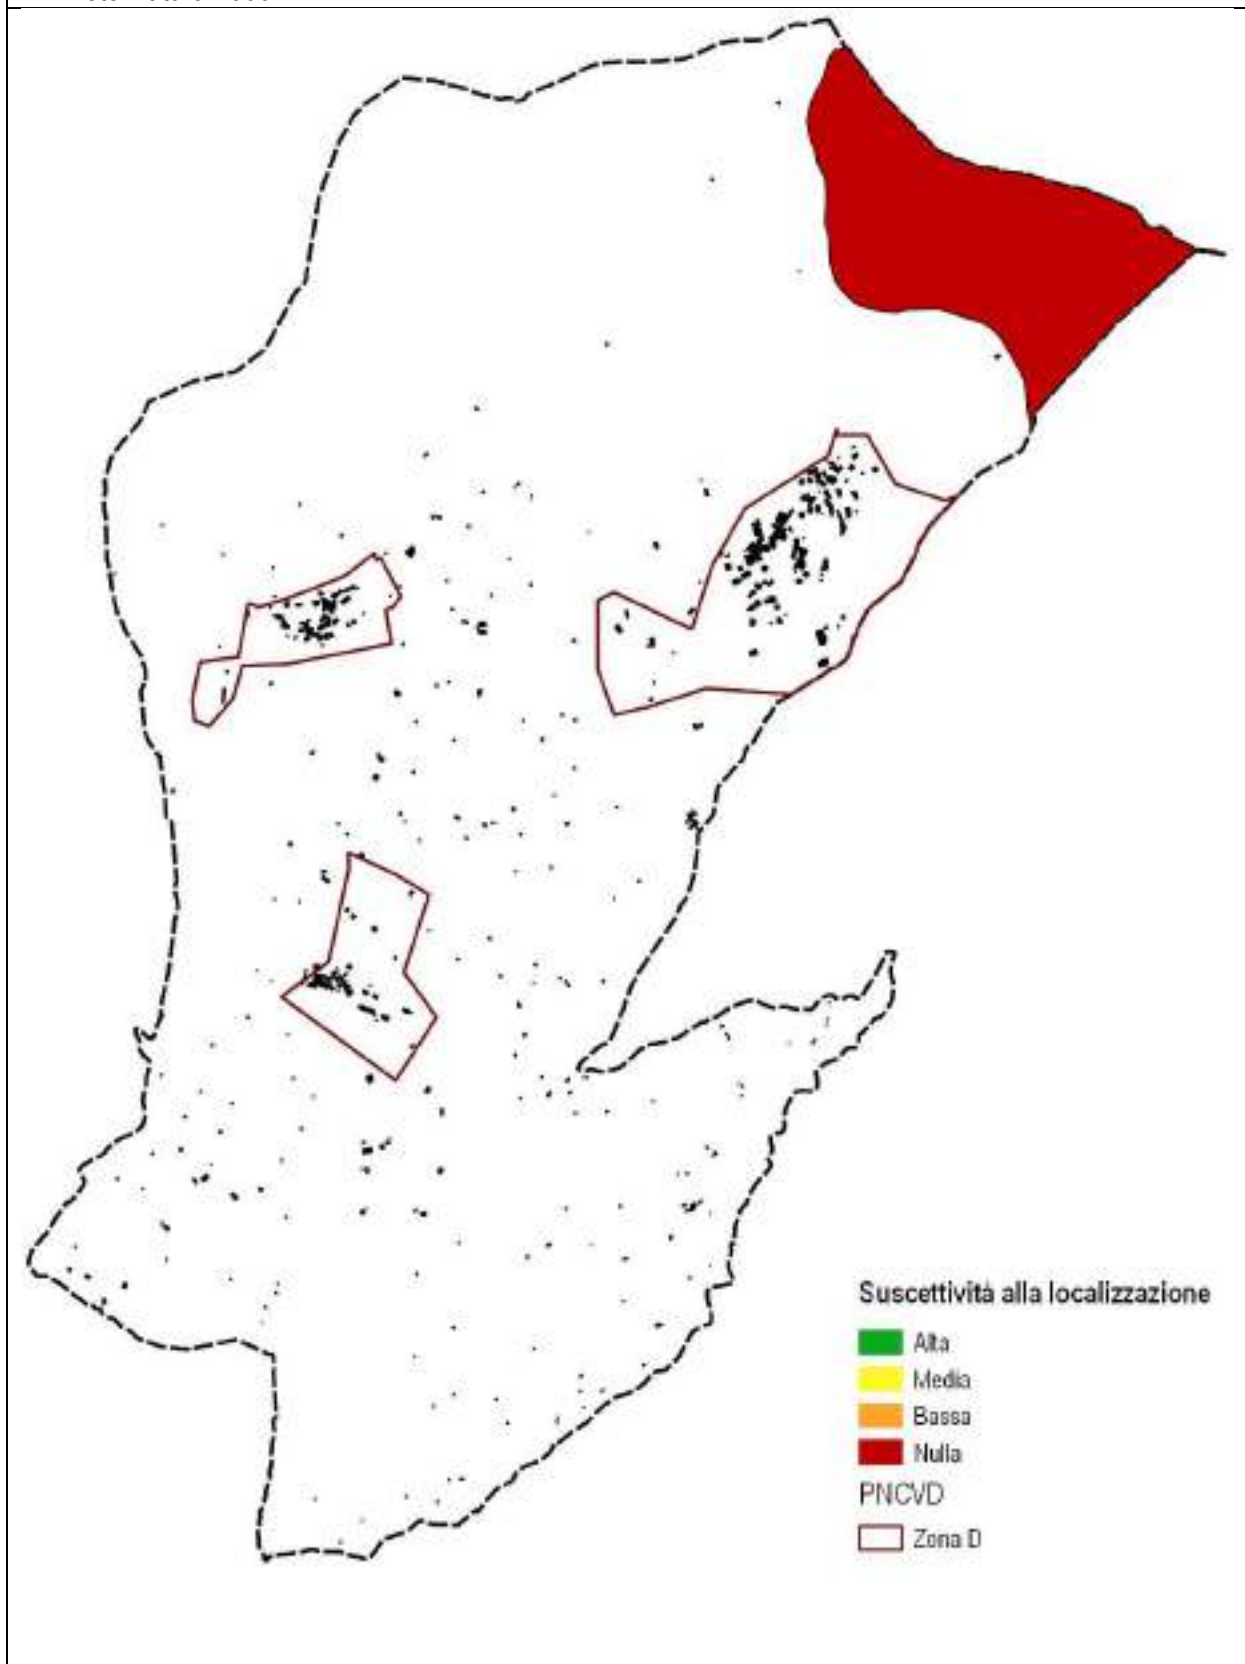 Suscettività alla localizzazione
Alta
Media
Bassa
Nulla
PNCVD
Zona D